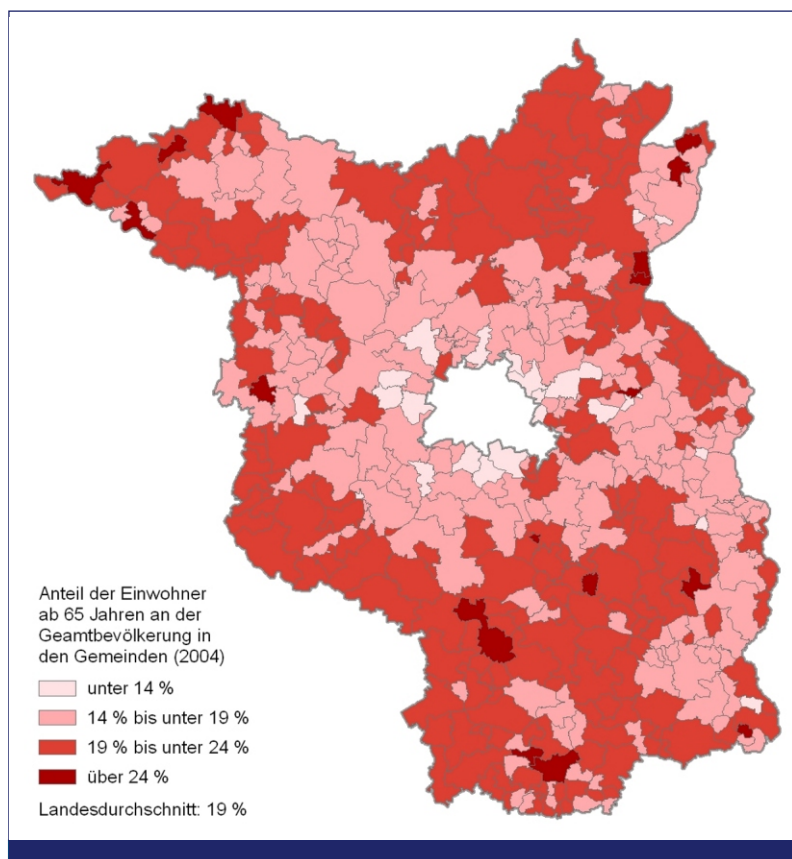 Anteil der Einwohner
ab 65 Jahren an der
Geamtbevölkerung in
den Gemeinden (2004)
unter 14 %
14 % bis unter 19 %
19 % bis unter 24 %
über 24 %
Landesdurchschnitt: 19 %